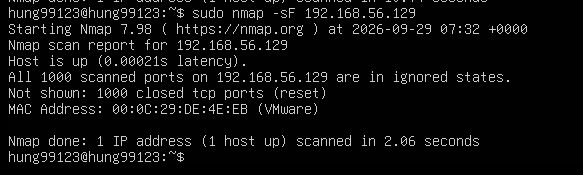 hung99123@hung99123:~$ sudo nmap -sF 192.168.56.129
Starting Nmap 7.98 ( https://nmap.org ) at 2026-09-29 07:32 +0000
Nmap scan report for 192.168.56.129
Host is up (0.00021s latency).
All 1000 scanned ports on 192.168.56.129 are in ignored states.
Not shown: 1000 closed tcp ports (reset)
MAC Address: 00:0C:29:DE:4E:EB (VMware)

Nmap done: 1 IP address (1 host up) scanned in 2.06 seconds
hung99123@hung99123:~$